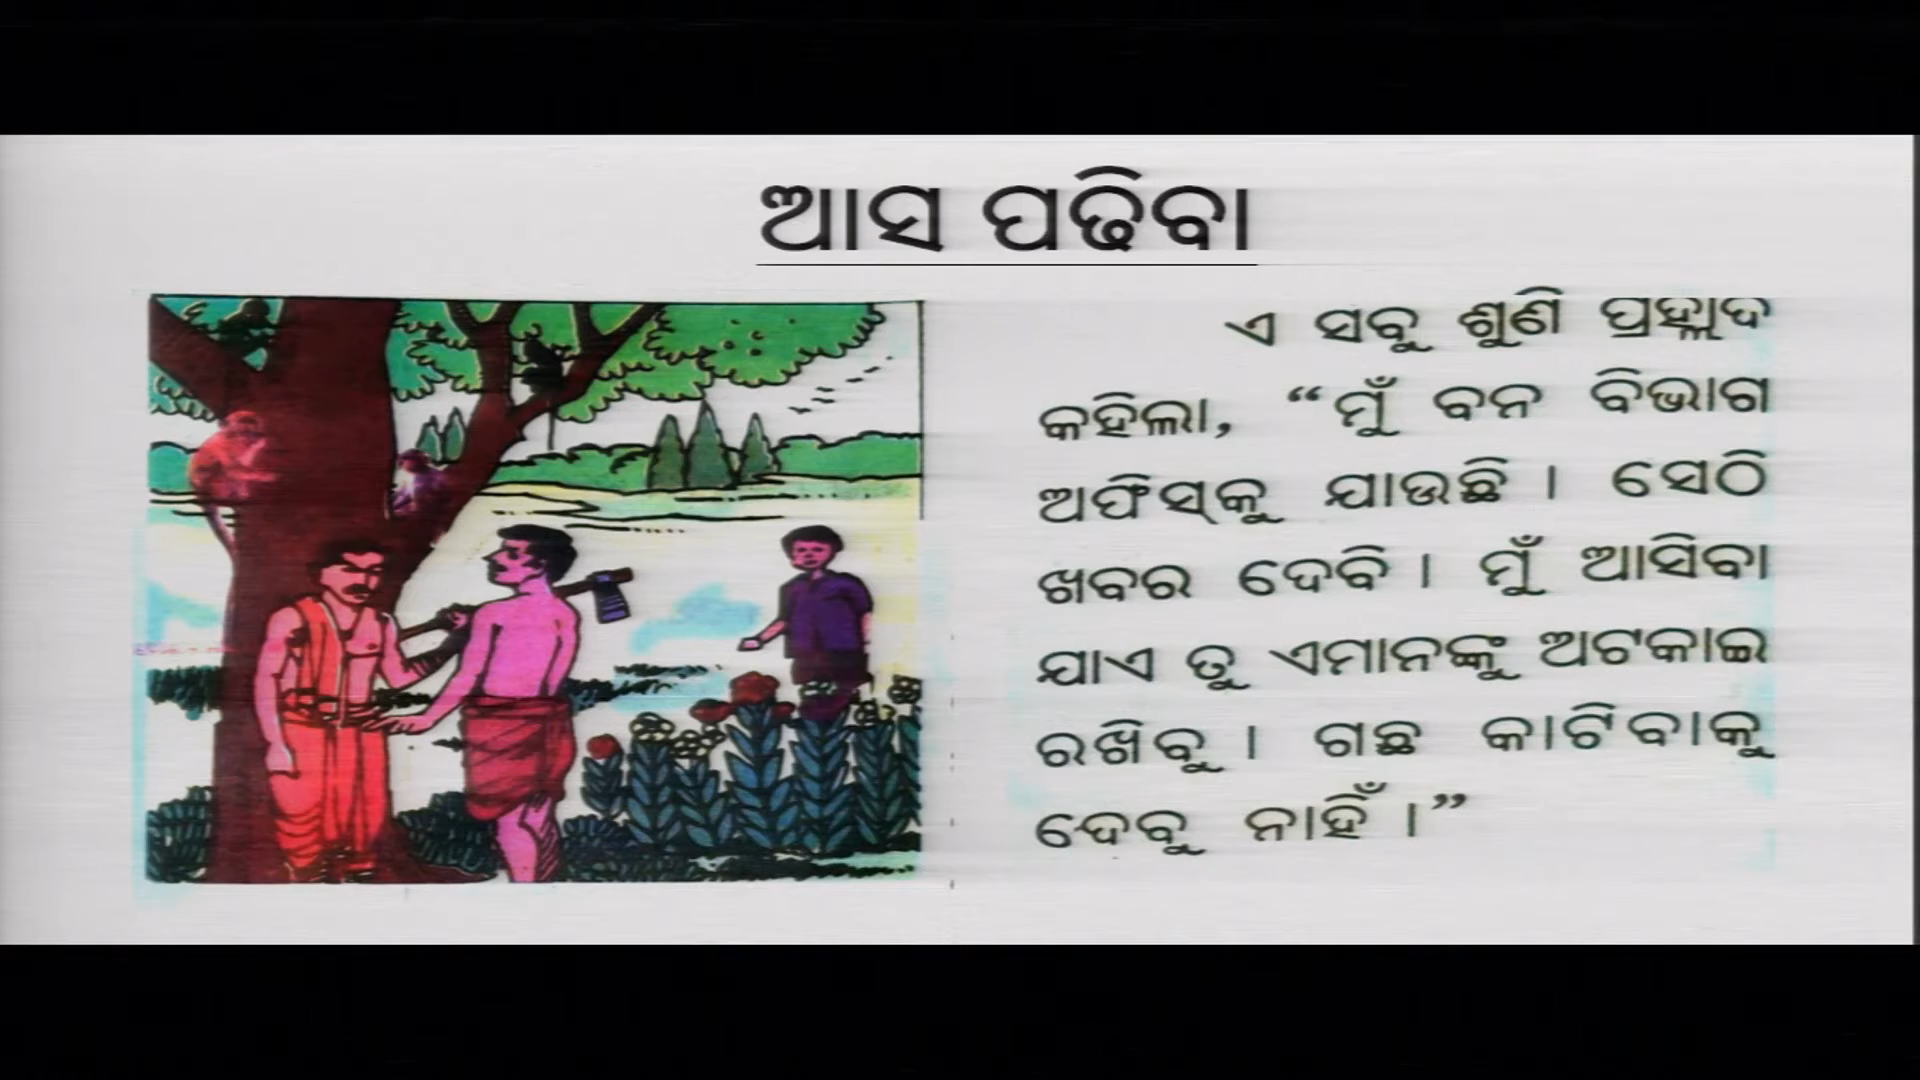 ଆସ ପଢିବା
ଏ ସବୁ ଶୁଣି ପ୍ରହ୍ଲାଦ
କହିଲା, “ମୁଁ ବନ ବିଭାଗ
ଅଫିସ୍‌କୁ ଯାଉଛି । ସେଠି
ଖବର ଦେବି । ମୁଁ ଆସିବା
ଯାଏ ତୁ ଏମାନଙ୍କୁ ଅଟକାଇ
ରଖିବୁ । ଗଛ କାଟିବାକୁ
ଦେବୁ ନାହିଁ ।”